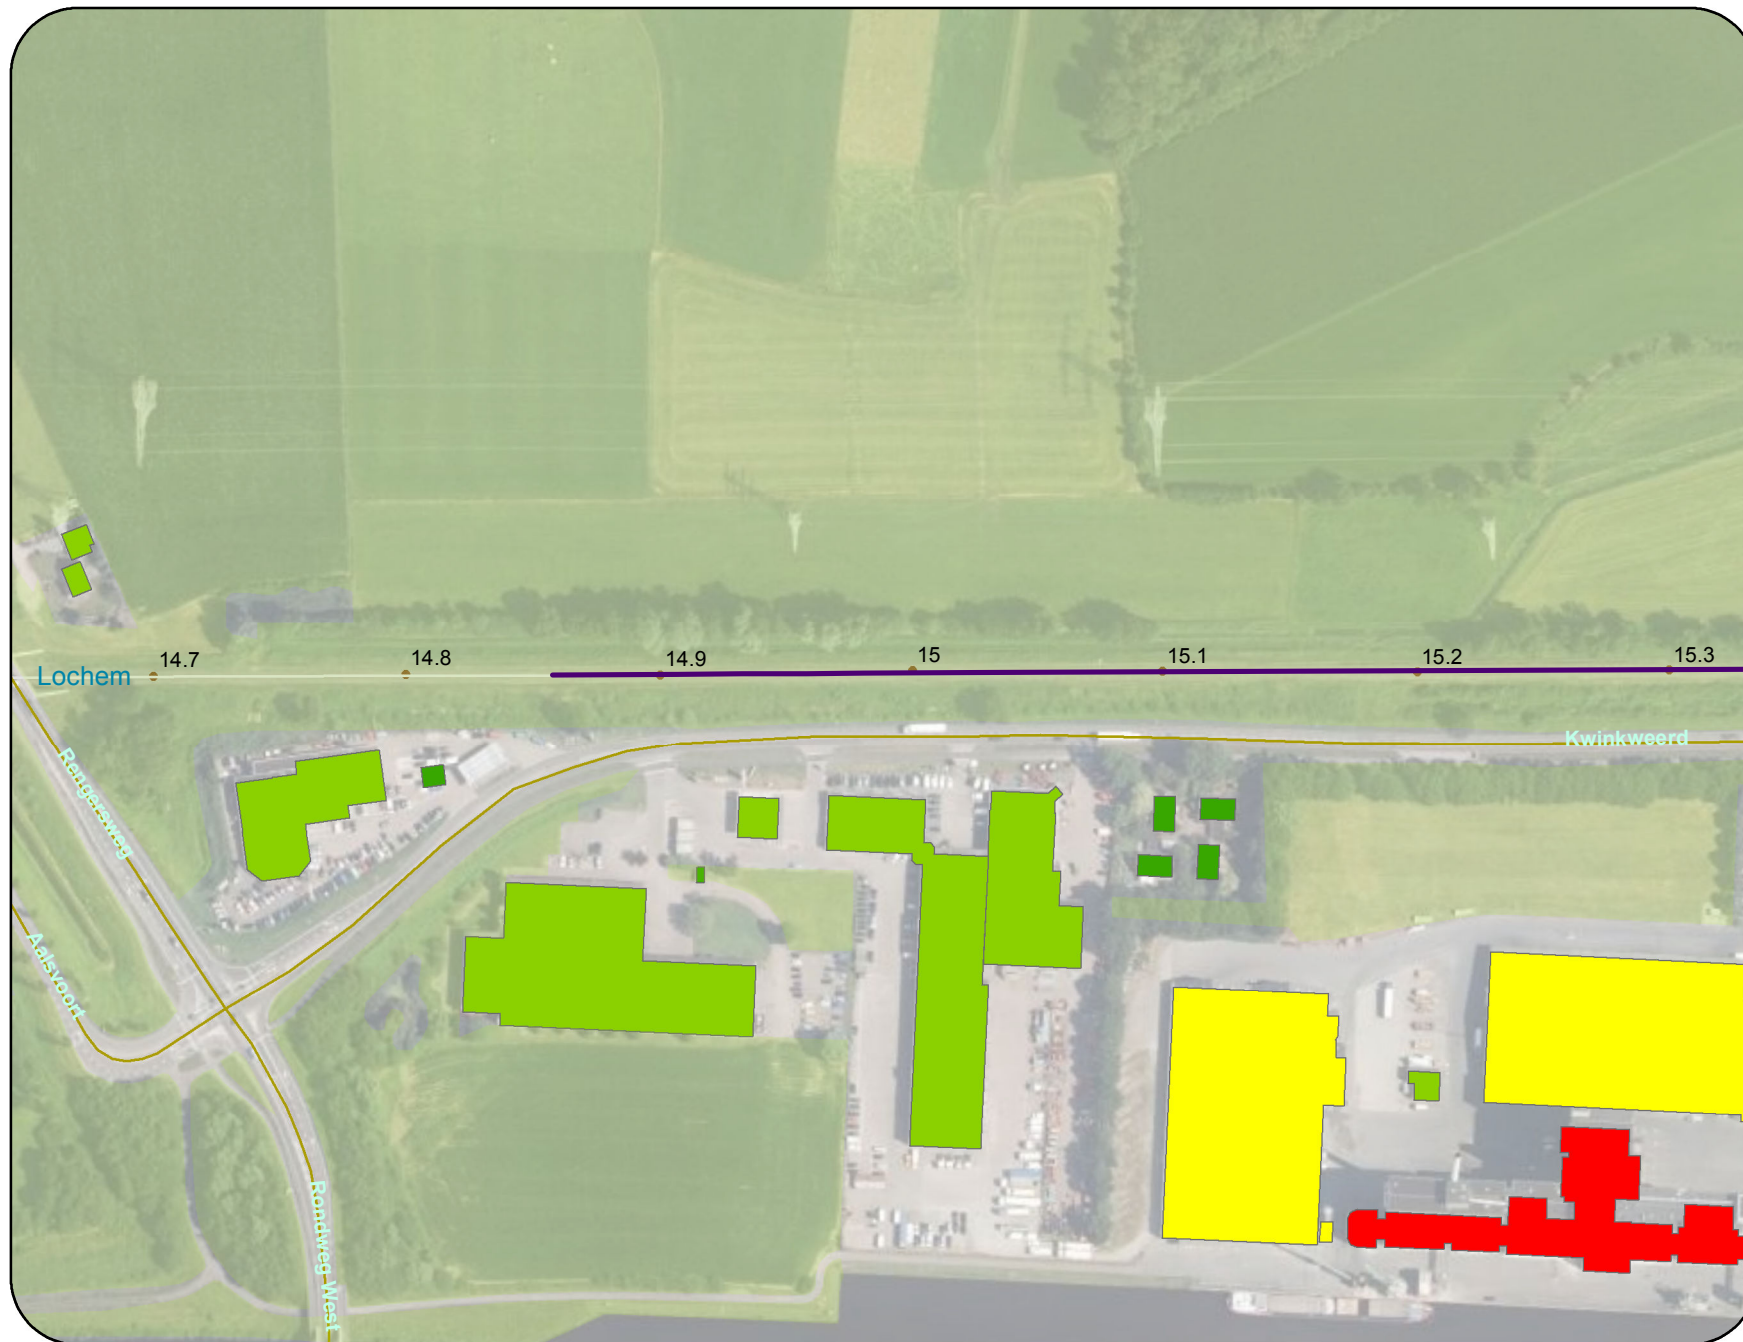 14.7
14.8
14.9
15
15.1
15.2
15.3
Lochem
Kwinkweerd
Rengersweg
Aalsvoort
Rondweg West